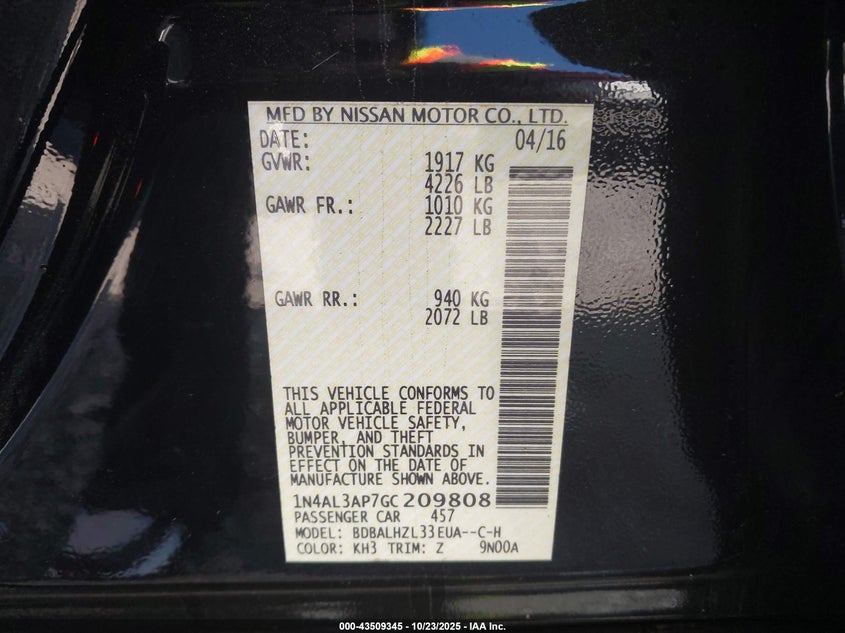 MFD BY NISSAN MOTOR CO., LTD.
DATE: 04/16
GVWR: 1917 KG
4226 LB
GAWR FR.: 1010 KG
2227 LB
GAWR RR.: 940 KG
2072 LB
THIS VEHICLE CONFORMS TO
ALL APPLICABLE FEDERAL
MOTOR VEHICLE SAFETY,
BUMPER, AND THEFT
PREVENTION STANDARDS IN
EFFECT ON THE DATE OF
MANUFACTURE SHOWN ABOVE.
1N4AL3AP7GC209808
PASSENGER CAR 457
MODEL: BDBALHZL33EUA--C-H
COLOR: KH3 TRIM: Z 9N00A
000-43509345 - 10/23/2025 - IAA Inc.